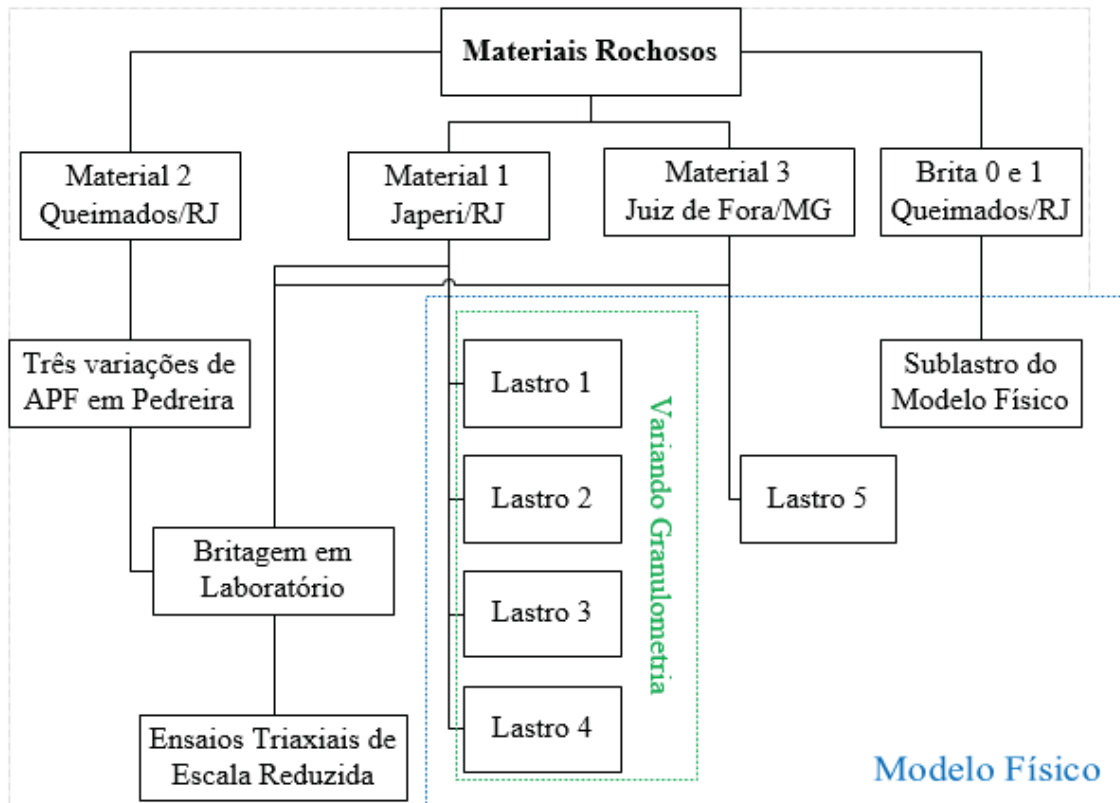 Materiais Rochosos
Material 2
Queimados/RJ
Material 1
Japeri/RJ
Material 3
Juiz de Fora/MG
Brita 0 e 1
Queimados/RJ
Três variações de
APF em Pedreira
Lastro 1
Sublastro do
Modelo Físico
Variando Granulometria
Lastro 2
Lastro 5
Britagem em
Laboratório
Lastro 3
Lastro 4
Ensaios Triaxiais de
Escala Reduzida
Modelo Físico